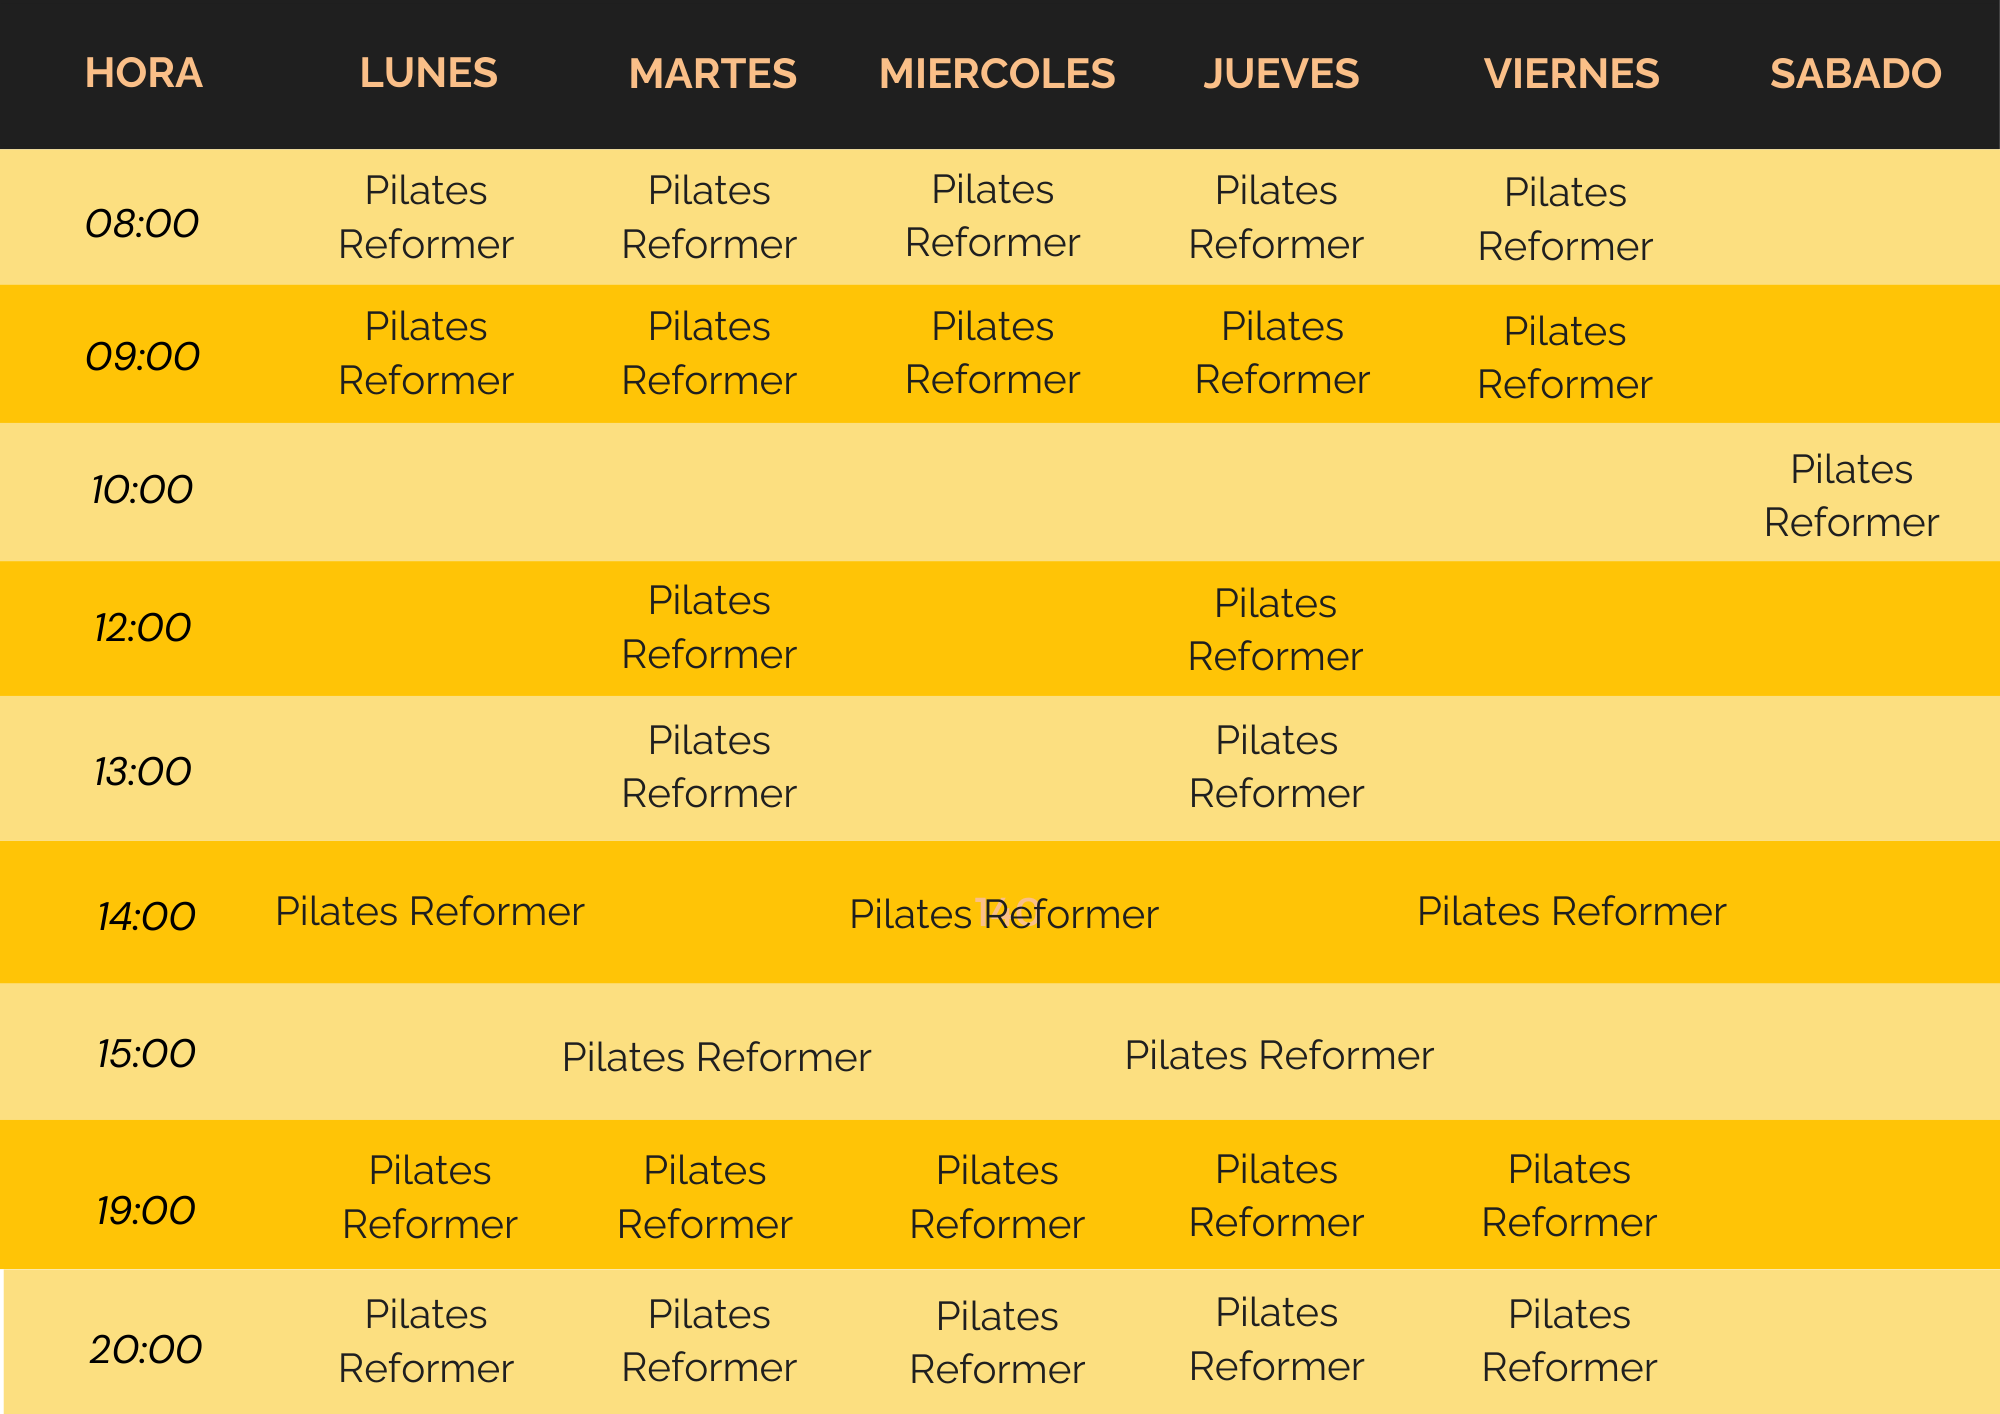 HORA LUNES MARTES MIERCOLES JUEVES VIERNES SABADO
Pilates Pilates Pilates Pilates Pilates
08:00
Reformer Reformer Reformer Reformer Reformer
Pilates Pilates Pilates Pilates Pilates
09:00
Reformer Reformer Reformer Reformer Reformer
Pilates
10:00
Reformer
Pilates Pilates
12:00
Reformer Reformer
Pilates Pilates
13:00
Reformer Reformer
14:00 Pilates Reformer Pilates Reformer Pilates Reformer
15:00 Pilates Reformer Pilates Reformer
Pilates Pilates Pilates Pilates Pilates
19:00
Reformer Reformer Reformer Reformer Reformer
Pilates Pilates Pilates Pilates Pilates
20:00
Reformer Reformer Reformer Reformer Reformer